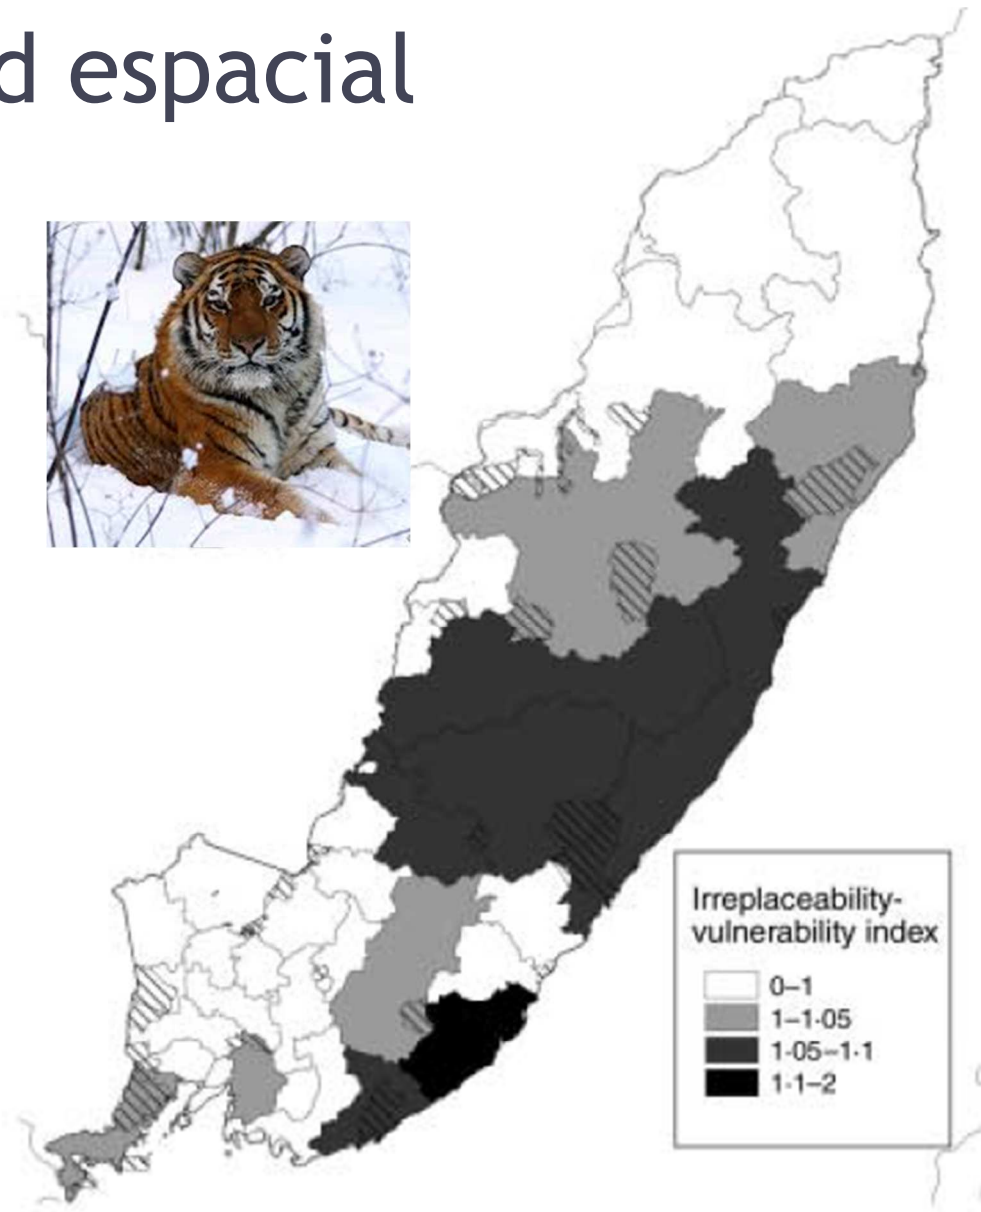 d espacial
Irreplaceability-
vulnerability index
0–1
1–1·05
1·05–1·1
1·1–2